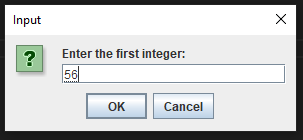 Input
?
Enter the first integer:
56
OK Cancel